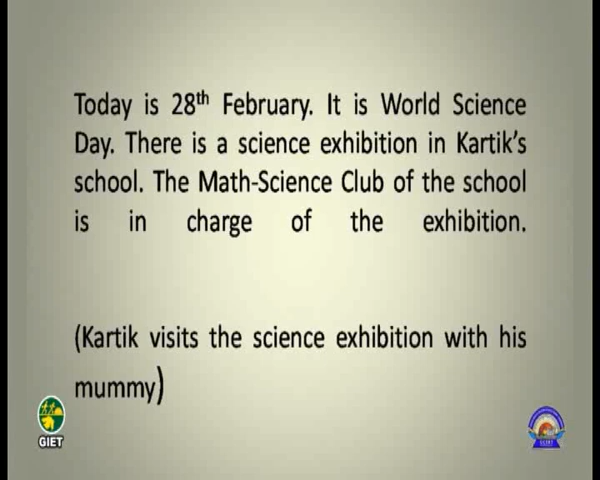 Today is 28th February. It is World Science
Day. There is a science exhibition in Kartik's
school. The Math-Science Club of the school
is in charge of the exhibition.
(Kartik visits the science exhibition with his
mummy)
GIET